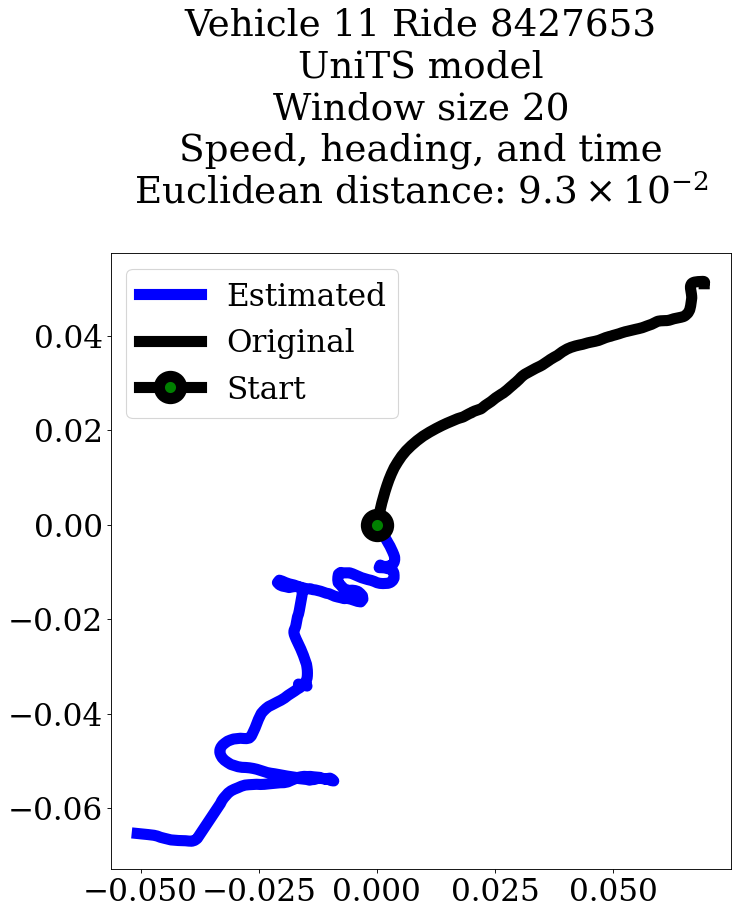 Vehicle 11 Ride 8427653
UniTS model
Window size 20
Speed, heading, and time
Euclidean distance: 9.3 × 10⁻²
Estimated
Original
Start
0.04
0.02
0.00
−0.02
−0.04
−0.06
−0.050 −0.025 0.000 0.025 0.050